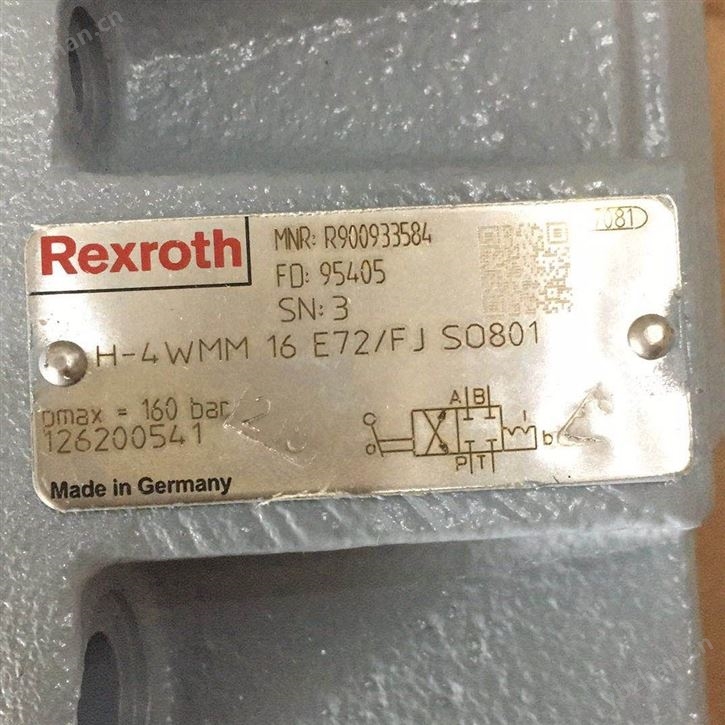 Rexroth
MNR: R900933584
7081
FD: 95405
SN: 3
H-4WMM 16 E72/FJ SO801
pmax = 160 bar
126200541
A B
a
b
P T
Made in Germany